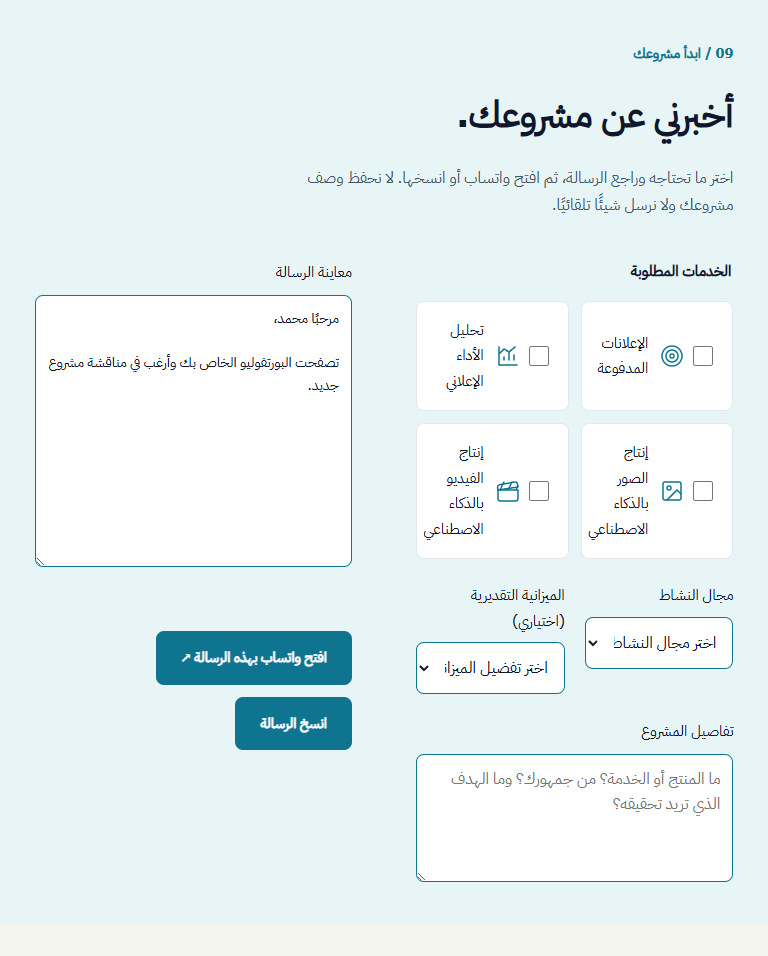 09 / ابدأ مشروعك
أخبرني عن مشروعك.
اختر ما تحتاجه وراجع الرسالة، ثم افتح واتساب أو انسخها. لا نحفظ وصف
مشروعك ولا نرسل شيئًا تلقائيًا.
الخدمات المطلوبة
الإعلانات
المدفوعة
تحليل
الأداء
الإعلاني
إنتاج
الصور
بالذكاء
الاصطناعي
إنتاج
الفيديو
بالذكاء
الاصطناعي
مجال النشاط
اختر مجال النشاط
الميزانية التقديرية
(اختياري)
اختر تفضيل الميزا
تفاصيل المشروع
ما المنتج أو الخدمة؟ من جمهورك؟ وما الهدف
الذي تريد تحقيقه؟
معاينة الرسالة
مرحبًا محمد،
تصفحت البورتفوليو الخاص بك وأرغب في مناقشة مشروع
جديد.
افتح واتساب بهذه الرسالة ↗
انسخ الرسالة